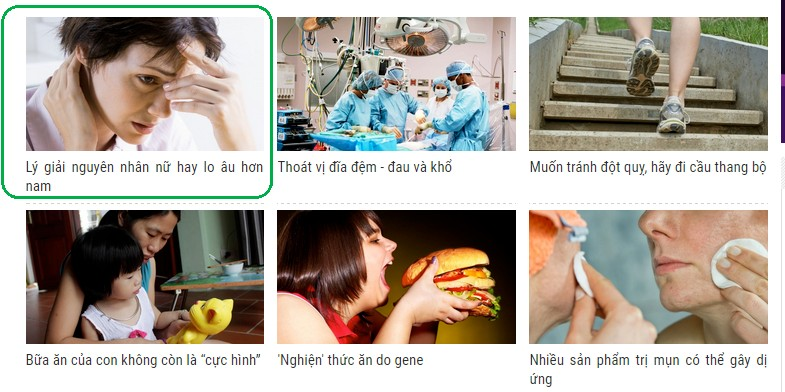 Lý giải nguyên nhân nữ hay lo âu hơn
nam
Thoát vị đĩa đệm - đau và khổ
Muốn tránh đột quỵ, hãy đi cầu thang bộ
Bữa ăn của con không còn là “cực hình”
'Nghiện' thức ăn do gene
Nhiều sản phẩm trị mụn có thể gây dị
ứng